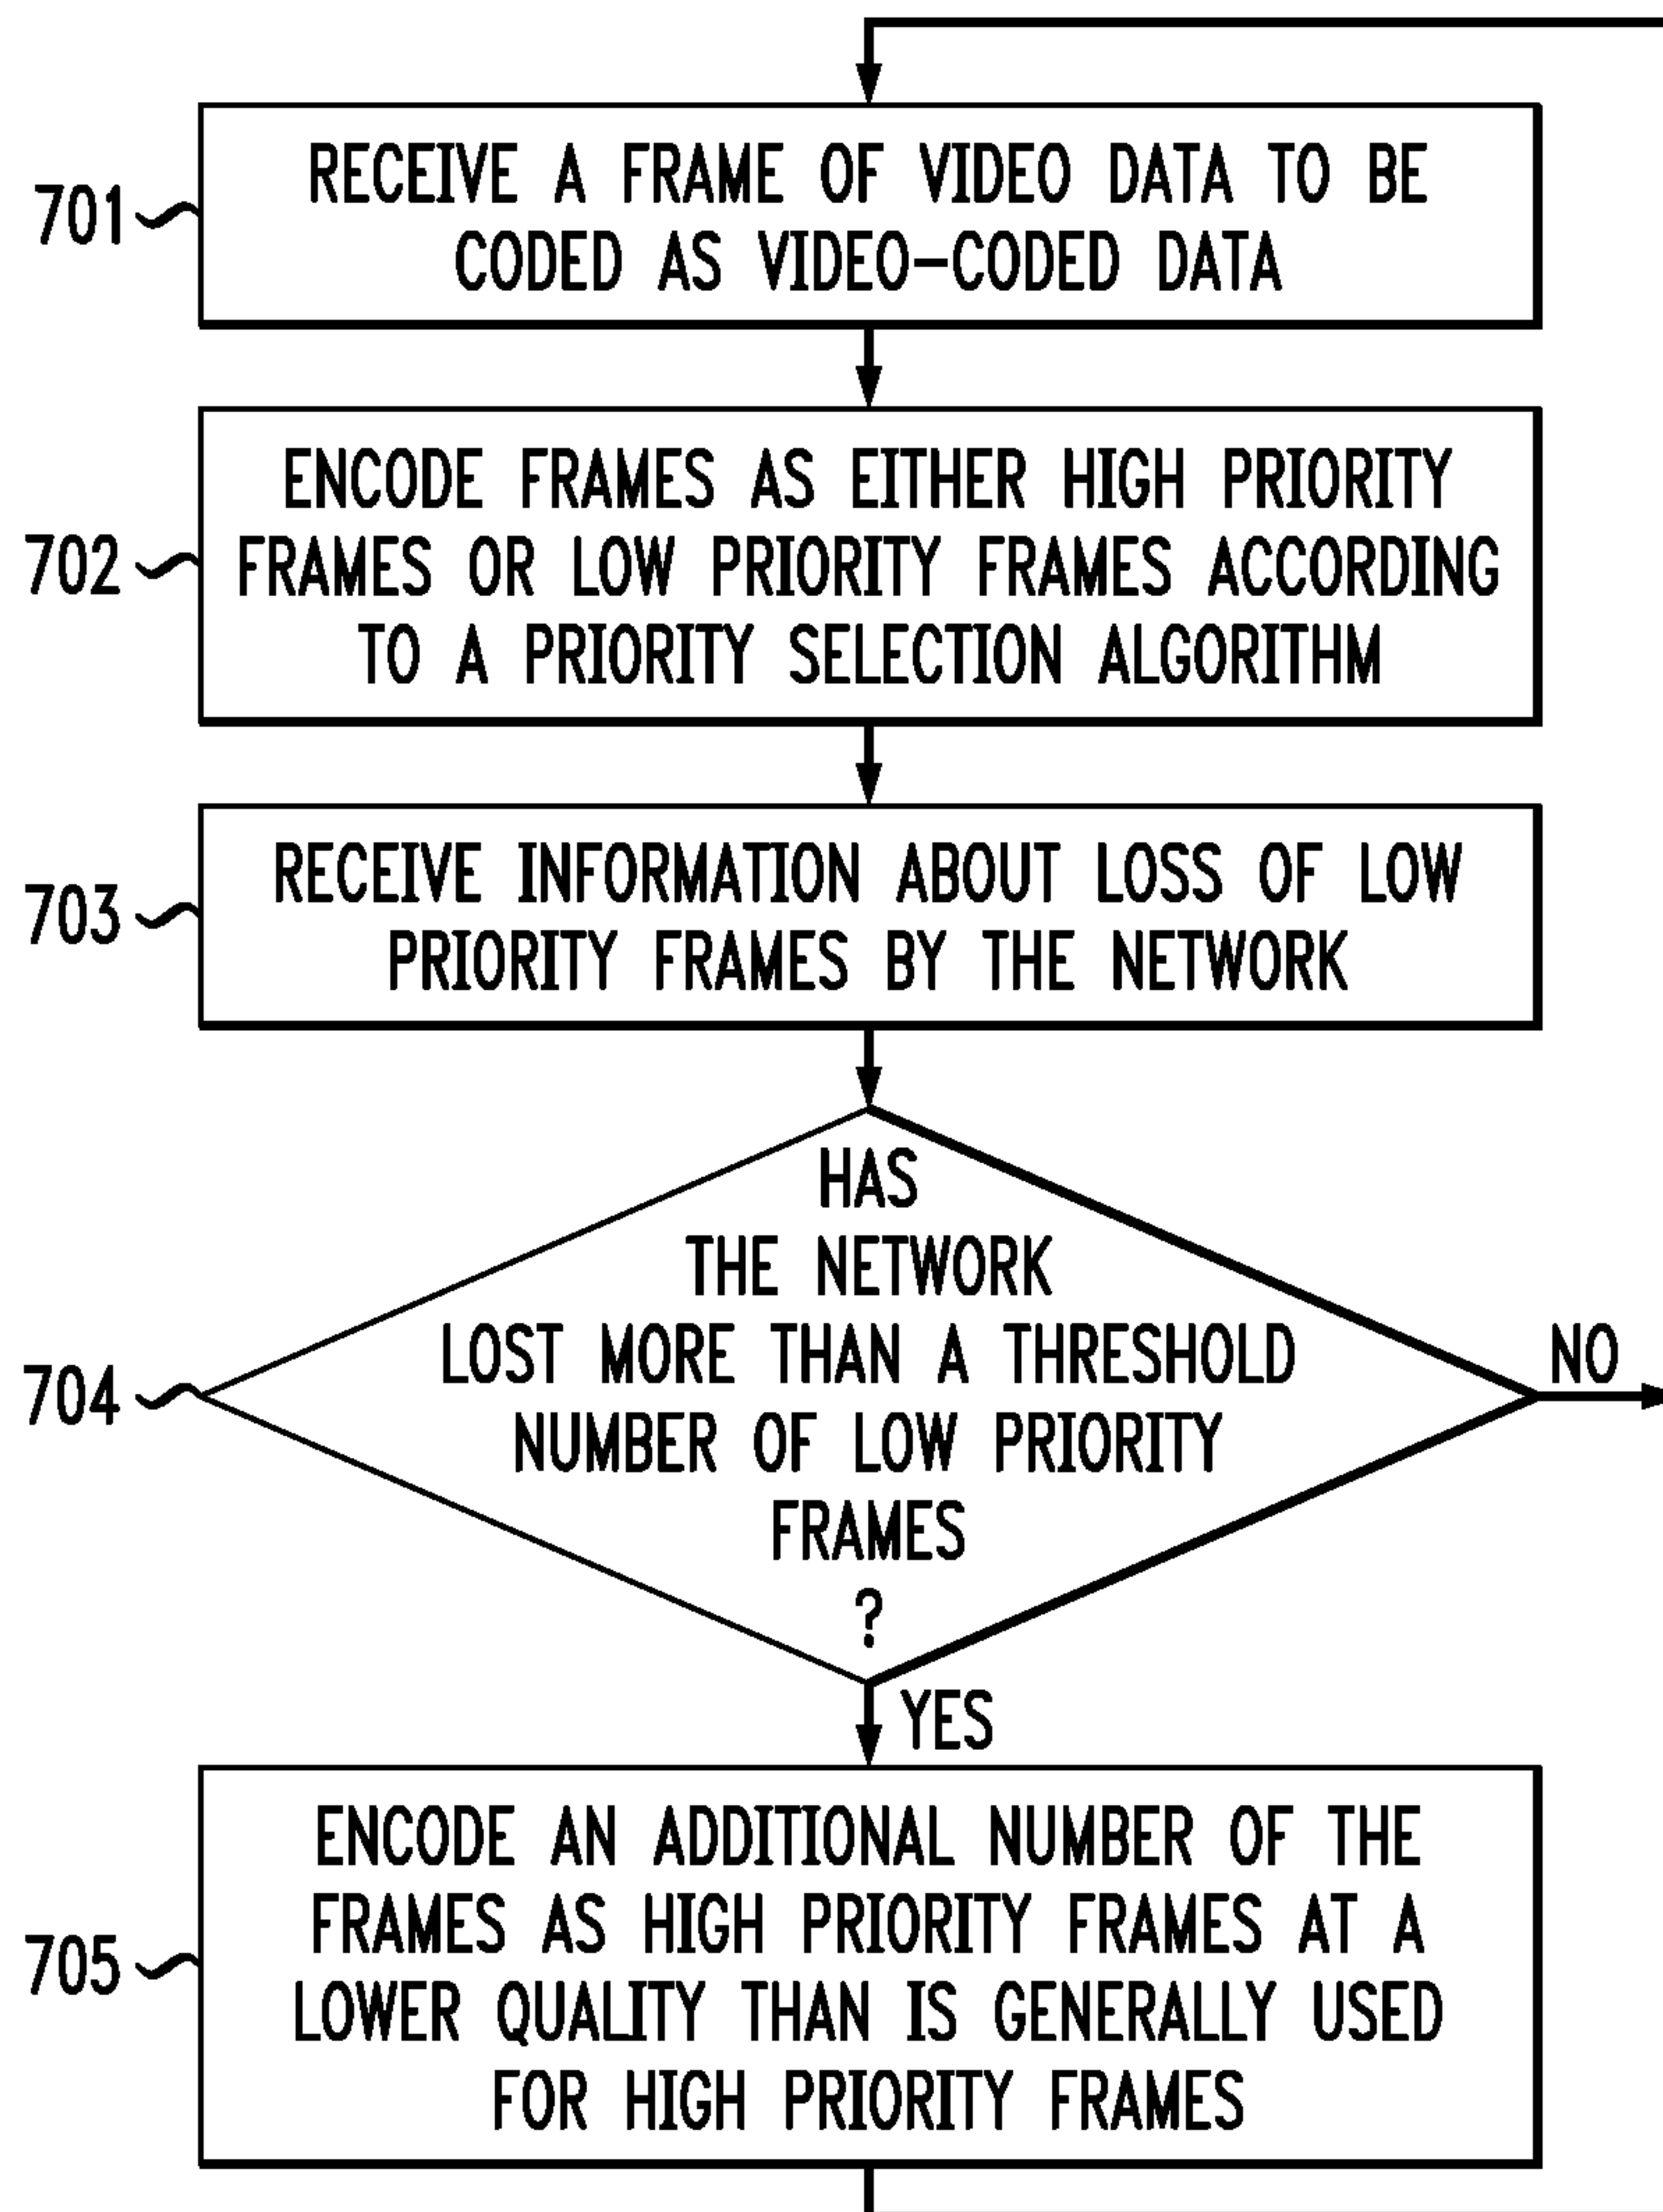 701
RECEIVE A FRAME OF VIDEO DATA TO BE
CODED AS VIDEO-CODED DATA
702
ENCODE FRAMES AS EITHER HIGH PRIORITY
FRAMES OR LOW PRIORITY FRAMES ACCORDING
TO A PRIORITY SELECTION ALGORITHM
703
RECEIVE INFORMATION ABOUT LOSS OF LOW
PRIORITY FRAMES BY THE NETWORK
704
HAS
THE NETWORK
LOST MORE THAN A THRESHOLD
NUMBER OF LOW PRIORITY
FRAMES
?
NO
YES
705
ENCODE AN ADDITIONAL NUMBER OF THE
FRAMES AS HIGH PRIORITY FRAMES AT A
LOWER QUALITY THAN IS GENERALLY USED
FOR HIGH PRIORITY FRAMES